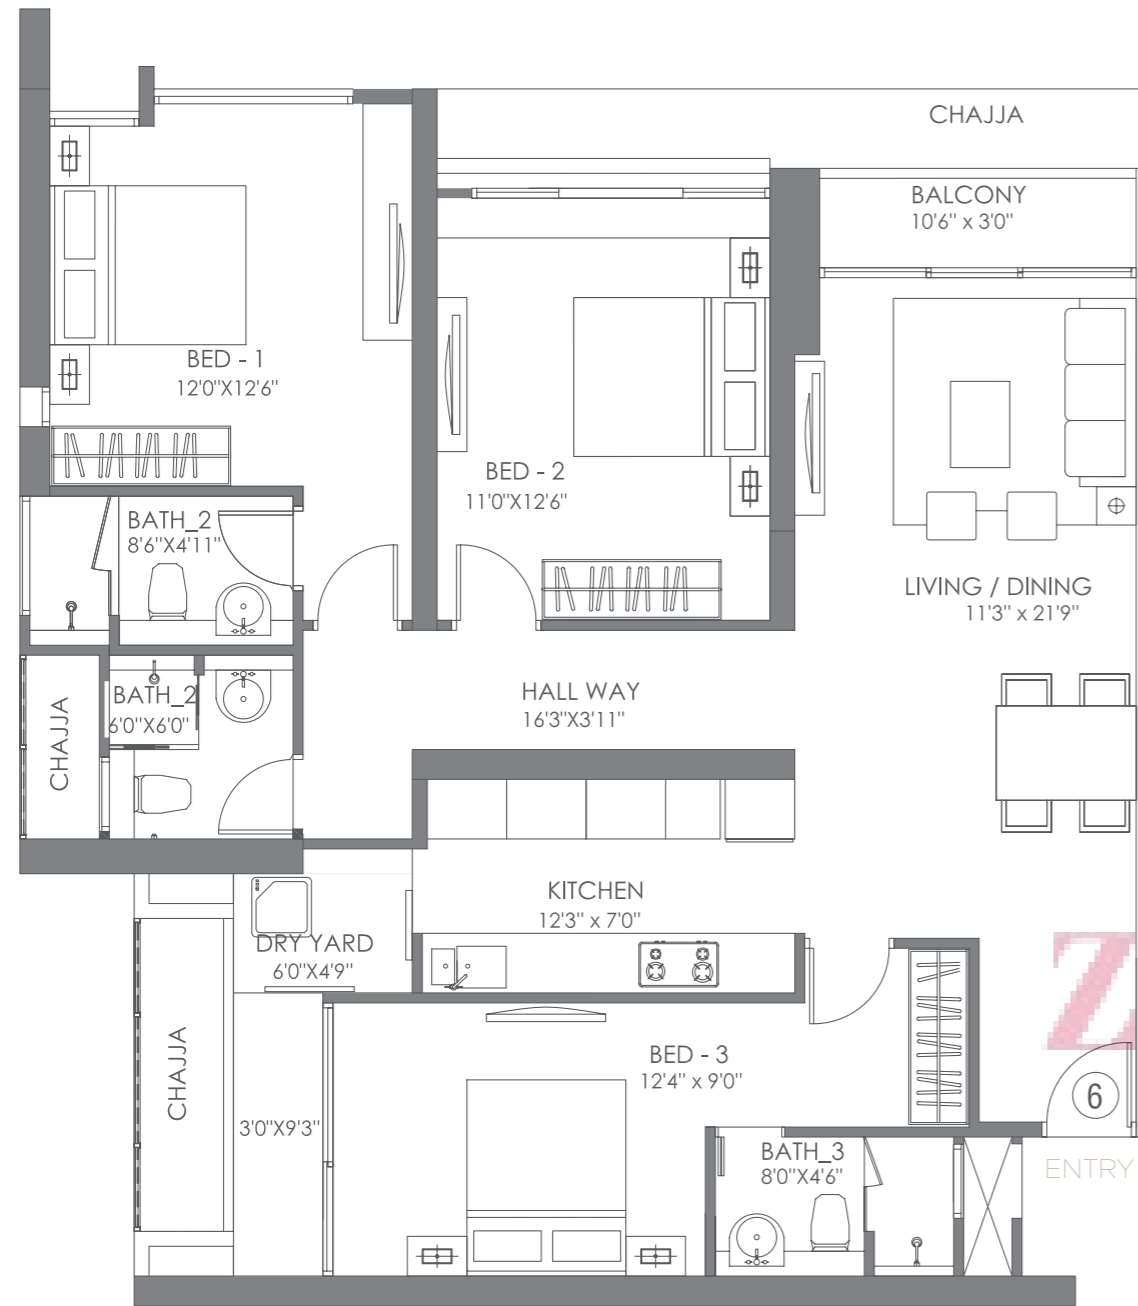 CHAJJA
BALCONY
10'6" x 3'0"
BED - 1
12'0"X12'6"
BED - 2
11'0"X12'6"
BATH_2
8'6"X4'11"
LIVING / DINING
11'3" x 21'9"
BATH_2
6'0"X6'0"
CHAJJA
HALL WAY
16'3"X3'11"
KITCHEN
12'3" x 7'0"
DRY YARD
6'0"X4'9"
Z
CHAJJA
BED - 3
12'4" x 9'0"
6
3'0"X9'3"
BATH_3
8'0"X4'6"
ENTRY